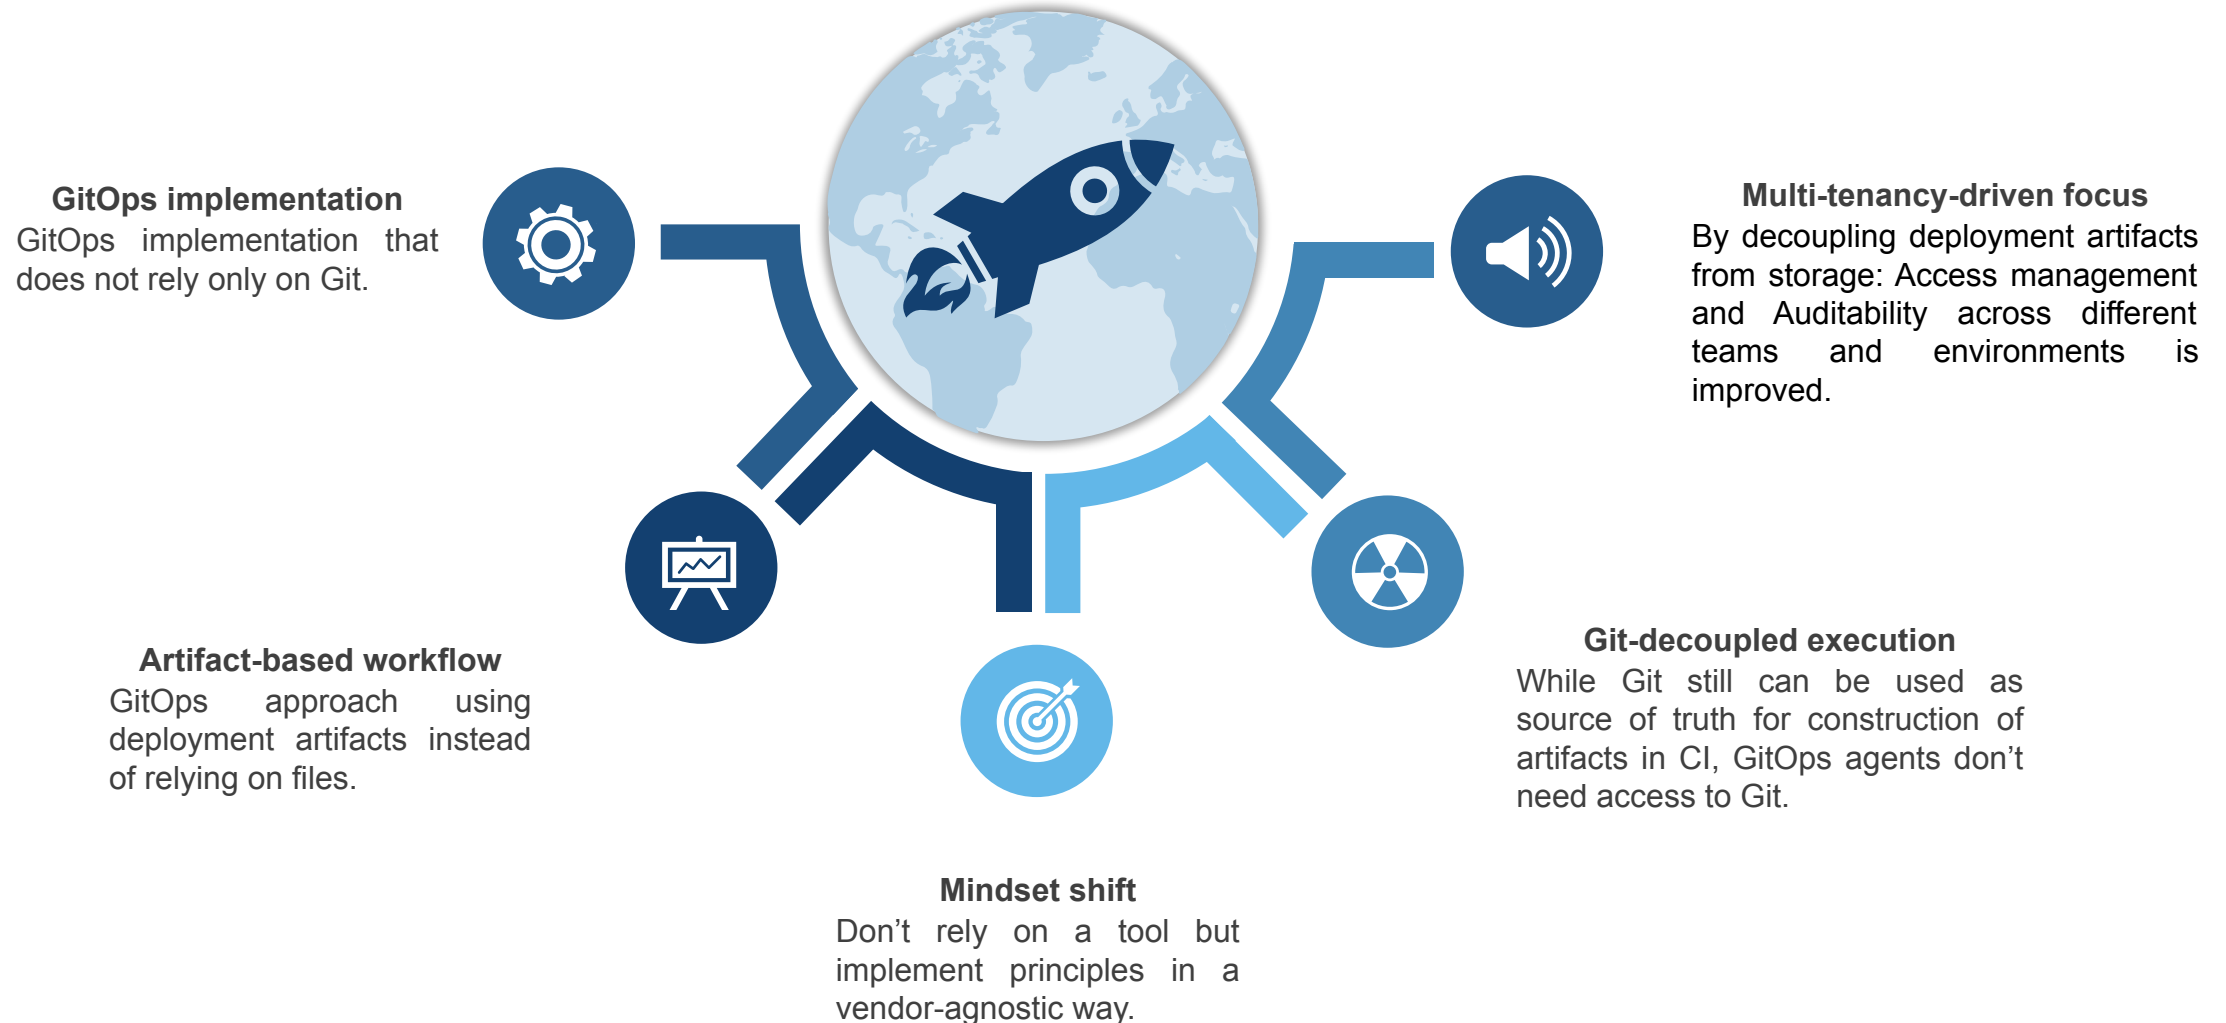 GitOps implementation
GitOps implementation that
does not rely only on Git.
Artifact-based workflow
GitOps approach using
deployment artifacts instead
of relying on files.
Mindset shift
Don’t rely on a tool but
implement principles in a
vendor-agnostic way.
Git-decoupled execution
While Git still can be used as
source of truth for construction of
artifacts in CI, GitOps agents don’t
need access to Git.
Multi-tenancy-driven focus
By decoupling deployment artifacts
from storage: Access management
and Auditability across different
teams and environments is
improved.